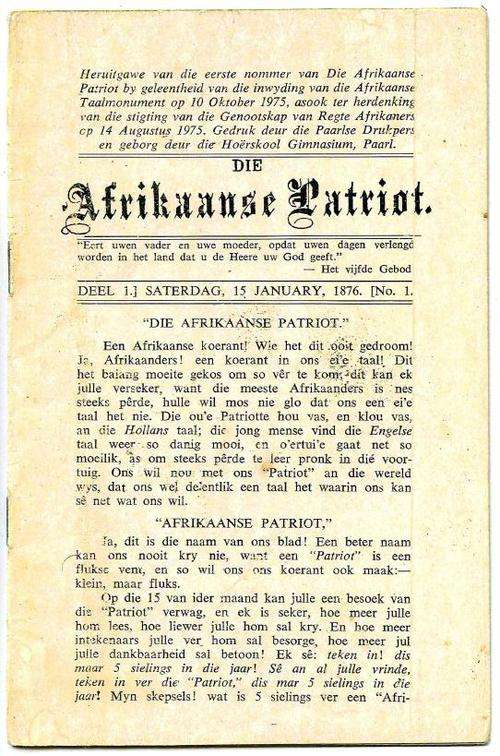 Heruitgawe van die eerste nommer van Die Afrikaanse
Patriot by geleentheid van die inwyding van die Afrikaanse
Taalmonument op 10 Oktober 1975, asook ter herdenking
van die stigting van die Genootskap van Regte Afrikaners
op 14 Augustus 1975. Gedruk deur die Paarlse Drukpers
en geborg deur die Hoërskool Gimnasium, Paarl.
DIE
Afrikaanse Patriot.
"Eert uwen vader en uwe moeder, opdat uwen dagen verlengd
worden in het land dat u de Heere uw God geeft."
— Het vijfde Gebod
DEEL 1.] SATERDAG, 15 JANUARY, 1876. [No. 1.
"DIE AFRIKAANSE PATRIOT."
Een Afrikaanse koerant! Wie het dit ooit gedroom!
Ja, Afrikaanders! een koerant in ons ei'e taal! Dit
het baiang moeite gekos om so vêr te kom, dit kan ek
julle verseker, want die meeste Afrikaanders is nes
steeks pêrde, hulle wil mos nie glo dat ons een ei'e
taal het nie. Die ou'e Patriotte hou vas, en klou vas,
an die Hollans taal; die jong mense vind die Engelse
taal weer so danig mooi, en o'ertui'e gaat net so
moeilik, as om steeks pêrde te leer pronk in dié voor-
tuig. Ons wil nou met ons "Patriot" an die wereld
wys, dat ons wel de'entlik een taal het waarin ons kan
sê net wat ons wil.
"AFRIKAANSE PATRIOT,"
Ja, dit is die naam van ons blad! Een beter naam
kan ons nooit kry nie, want een "Patriot" is een
flukse vent, en so wil ons ons koerant ook maak:—
klein, maar fluks.
Op die 15 van ider maand kan julle een besoek van
die "Patriot" verwag, en ek is seker, hoe meer julle
hom lees, hoe liewer julle hom sal kry. En hoe meer
intekenaars julle ver hom sal besorge, hoe meer jul
julle dankbaarheid sal betoon! Ek sê: teken in! dis
maar 5 sielings in die jaar! Sê an al julle vrinde,
teken in ver die "Patriot," dis mar 5 sielings in die
jaar! Myn skepsels! wat is 5 sielings ver een "Afri-